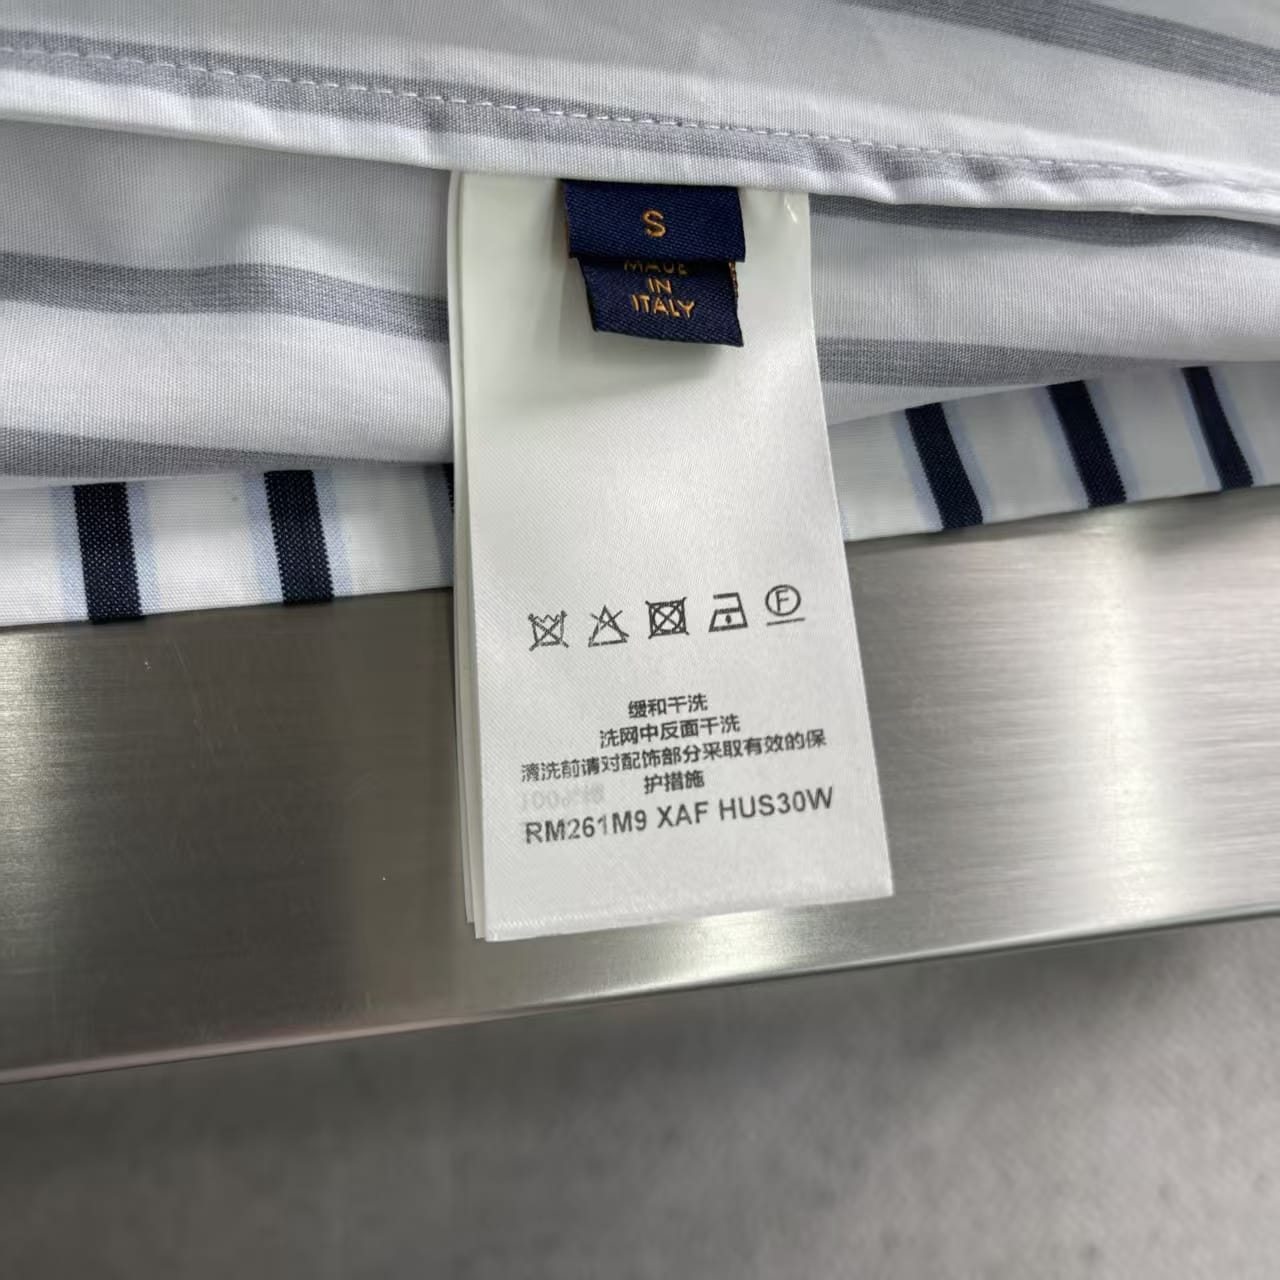 S
MADE
IN
ITALY
F
缓和干洗
洗网中反面干洗
清洗前请对配饰部分采取有效的保
护措施
RM261M9 XAF HUS30W